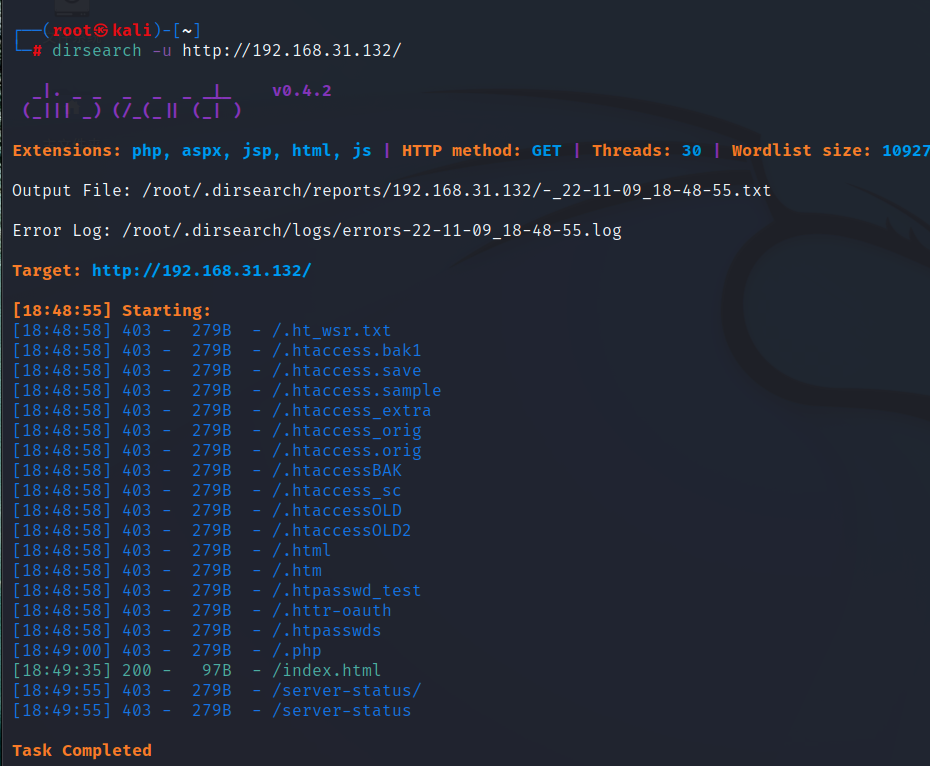 ┌──(root㉿kali)-[~]
└─# dirsearch -u http://192.168.31.132/
  _|. _ _  _  _  _ _|_    v0.4.2
 (_||| _) (/_(_|| (_| )
Extensions: php, aspx, jsp, html, js | HTTP method: GET | Threads: 30 | Wordlist size: 10927
Output File: /root/.dirsearch/reports/192.168.31.132/-_22-11-09_18-48-55.txt
Error Log: /root/.dirsearch/logs/errors-22-11-09_18-48-55.log
Target: http://192.168.31.132/
[18:48:55] Starting:
[18:48:58] 403 -  279B  - /.ht_wsr.txt
[18:48:58] 403 -  279B  - /.htaccess.bak1
[18:48:58] 403 -  279B  - /.htaccess.save
[18:48:58] 403 -  279B  - /.htaccess.sample
[18:48:58] 403 -  279B  - /.htaccess_extra
[18:48:58] 403 -  279B  - /.htaccess_orig
[18:48:58] 403 -  279B  - /.htaccess.orig
[18:48:58] 403 -  279B  - /.htaccessBAK
[18:48:58] 403 -  279B  - /.htaccess_sc
[18:48:58] 403 -  279B  - /.htaccessOLD
[18:48:58] 403 -  279B  - /.htaccessOLD2
[18:48:58] 403 -  279B  - /.html
[18:48:58] 403 -  279B  - /.htm
[18:48:58] 403 -  279B  - /.htpasswd_test
[18:48:58] 403 -  279B  - /.httr-oauth
[18:48:58] 403 -  279B  - /.htpasswds
[18:49:00] 403 -  279B  - /.php
[18:49:35] 200 -   97B  - /index.html
[18:49:55] 403 -  279B  - /server-status/
[18:49:55] 403 -  279B  - /server-status
Task Completed